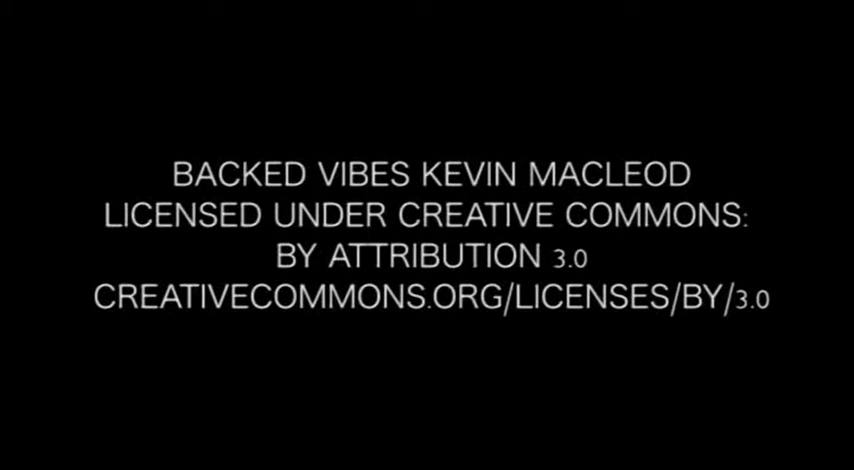 BACKED VIBES KEVIN MACLEOD
LICENSED UNDER CREATIVE COMMONS:
BY ATTRIBUTION 3.0
CREATIVECOMMONS.ORG/LICENSES/BY/3.0